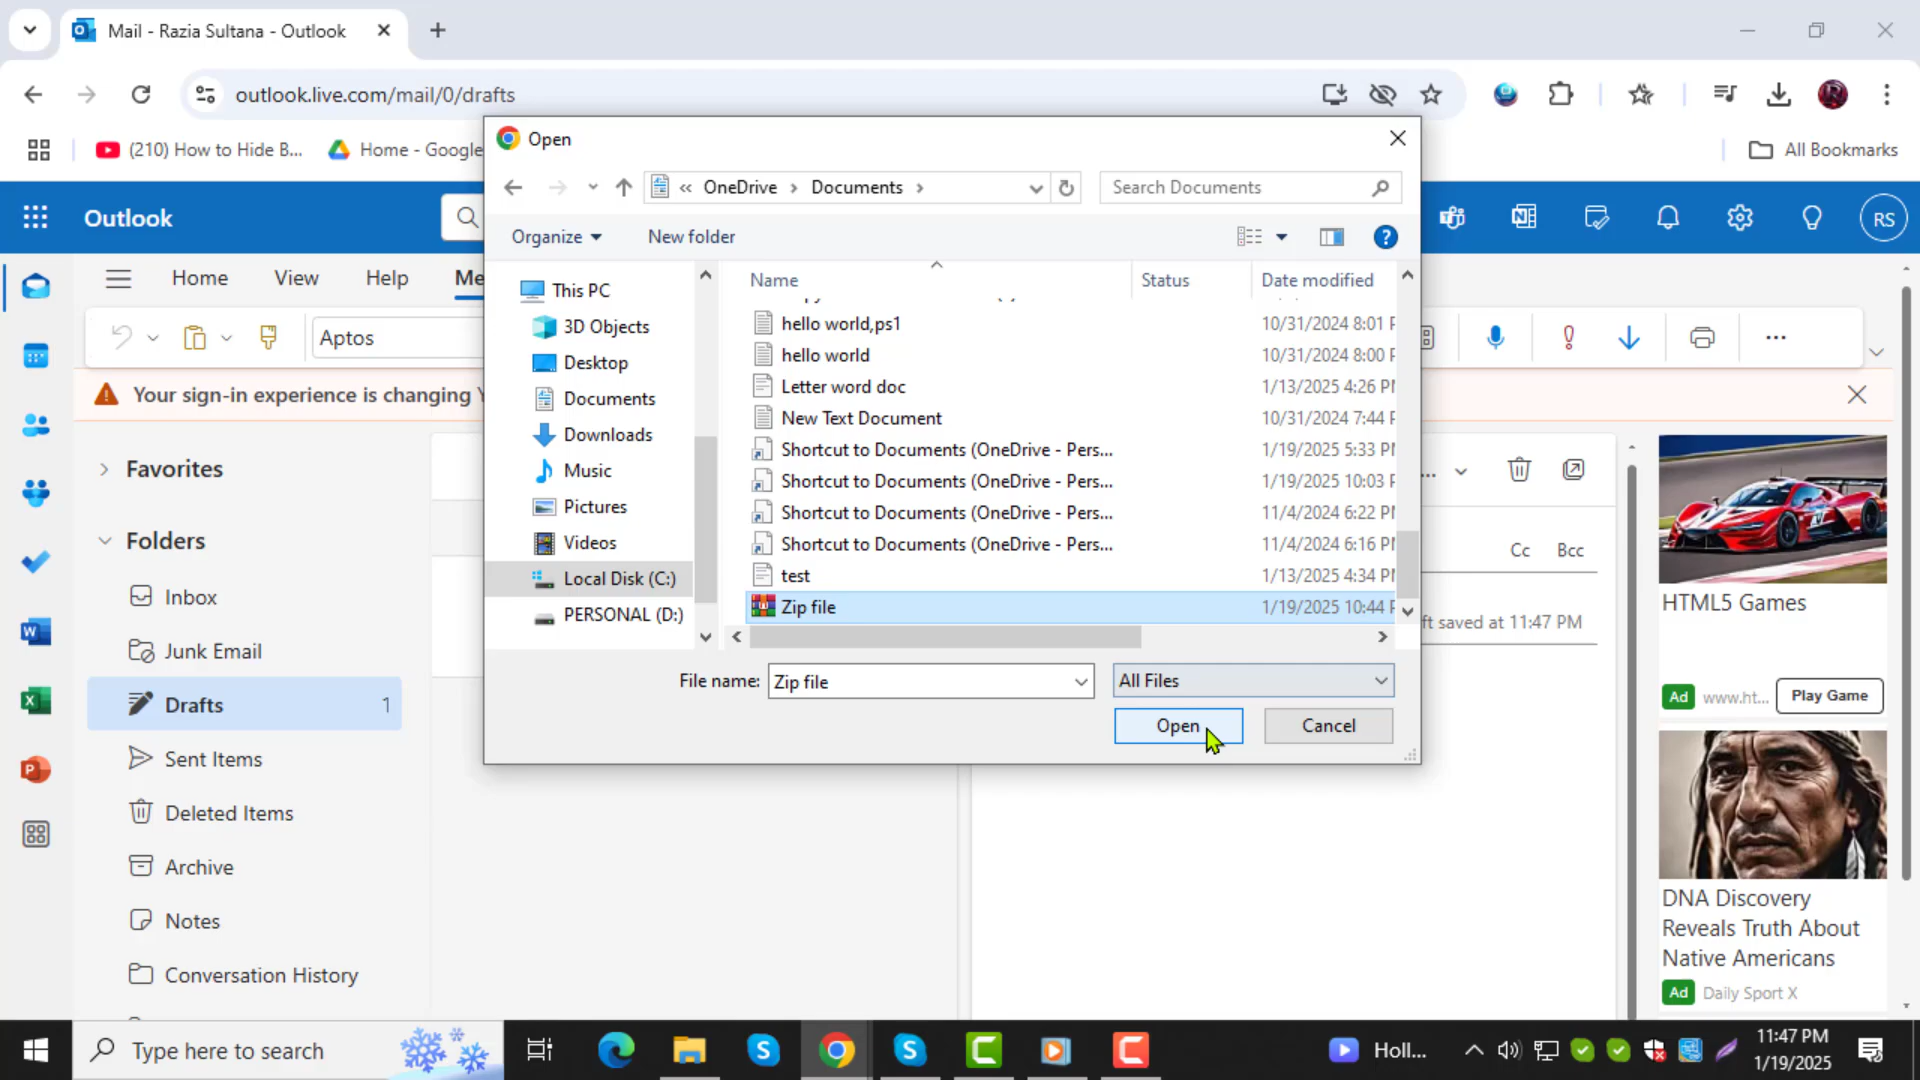 Mail - Razia Sultana - Outlook
outlook.live.com/mail/0/drafts
(210) How to Hide B...
Home - Google
All Bookmarks
Outlook
RS
Home
View
Help
Me
Aptos
Your sign-in experience is changing
Favorites
Folders
Inbox
Junk Email
Drafts 1
Sent Items
Deleted Items
Archive
Notes
Conversation History
Open
« OneDrive › Documents ›
Search Documents
Organize
New folder
This PC
3D Objects
Desktop
Documents
Downloads
Music
Pictures
Videos
Local Disk (C:)
PERSONAL (D:)
Name Status Date modified
hello world,ps1 10/31/2024 8:01 P
hello world 10/31/2024 8:00 P
Letter word doc 1/13/2025 4:26 PM
New Text Document 10/31/2024 7:44 P
Shortcut to Documents (OneDrive - Pers... 1/19/2025 5:33 PM
Shortcut to Documents (OneDrive - Pers... 1/19/2025 10:03 P
Shortcut to Documents (OneDrive - Pers... 11/4/2024 6:22 PM
Shortcut to Documents (OneDrive - Pers... 11/4/2024 6:16 PM
test 1/13/2025 4:34 PM
Zip file 1/19/2025 10:44 P
File name: Zip file
All Files
Open
Cancel
Cc Bcc
ft saved at 11:47 PM
HTML5 Games
Ad www.ht...
Play Game
DNA Discovery
Reveals Truth About
Native Americans
Ad Daily Sport X
Type here to search
Holl...
11:47 PM
1/19/2025